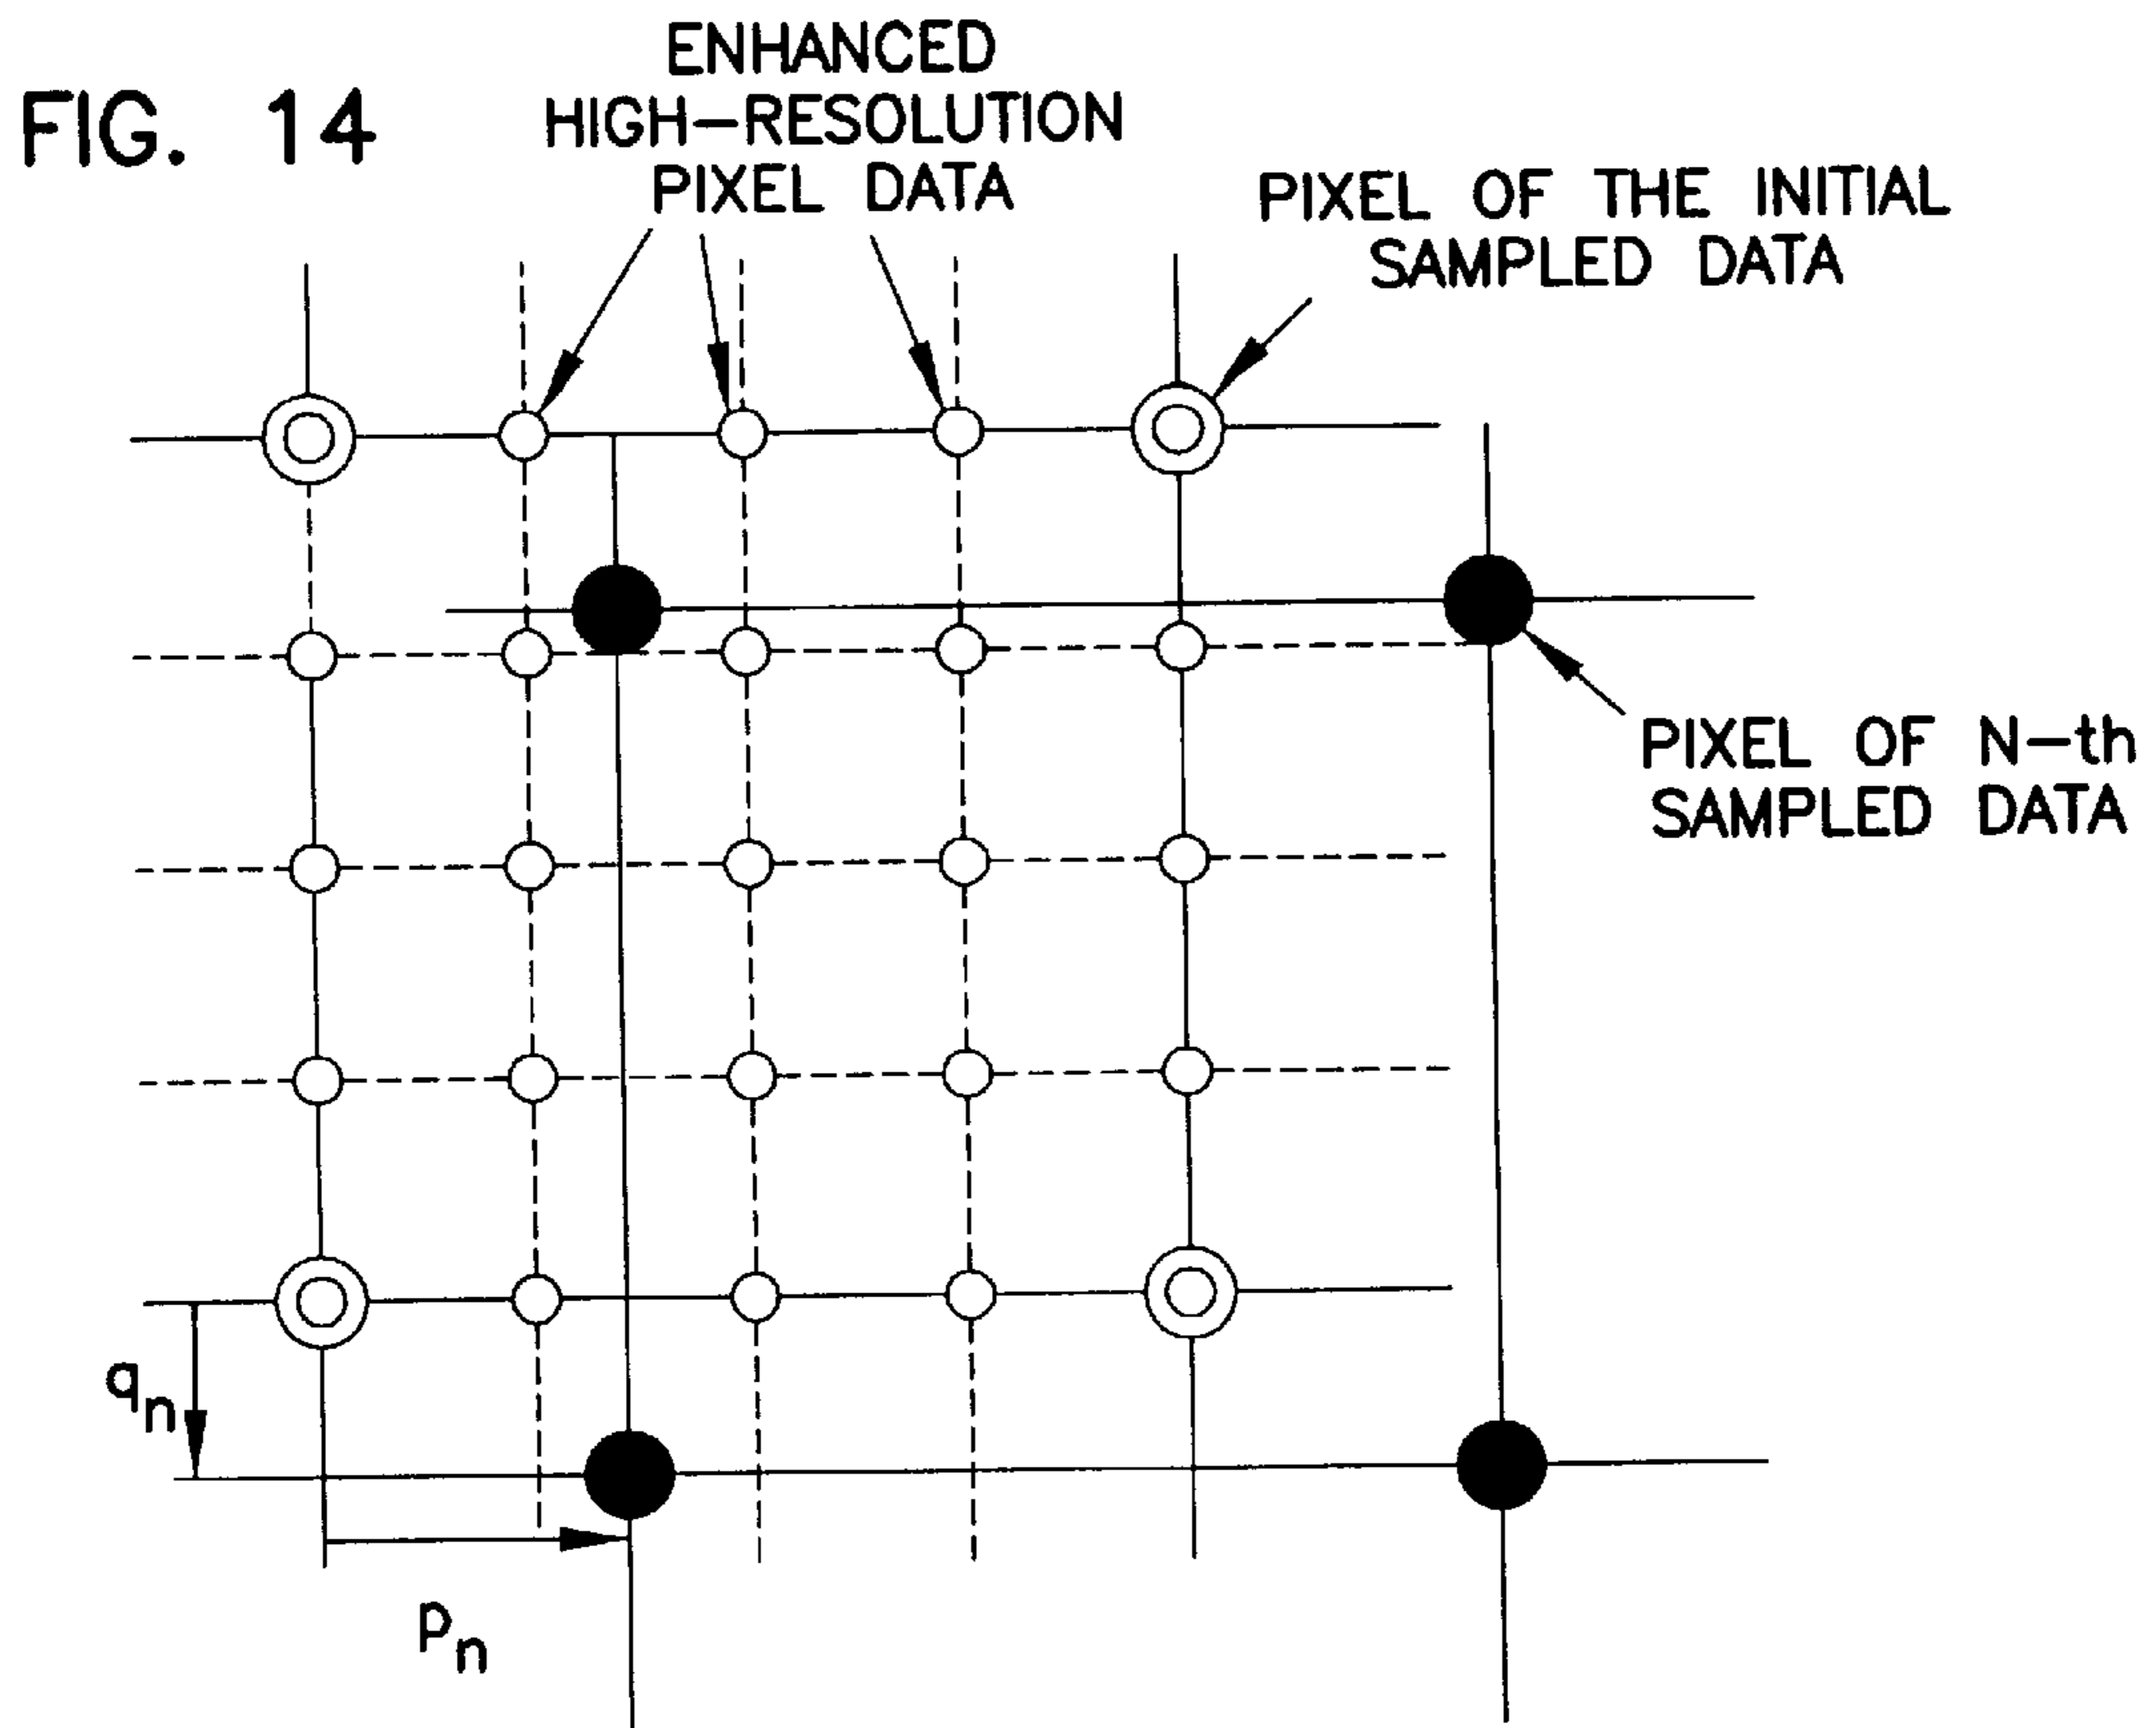 FIG. 14
ENHANCED
HIGH-RESOLUTION
PIXEL DATA
PIXEL OF THE INITIAL
SAMPLED DATA
PIXEL OF N-th
SAMPLED DATA
qn
pn